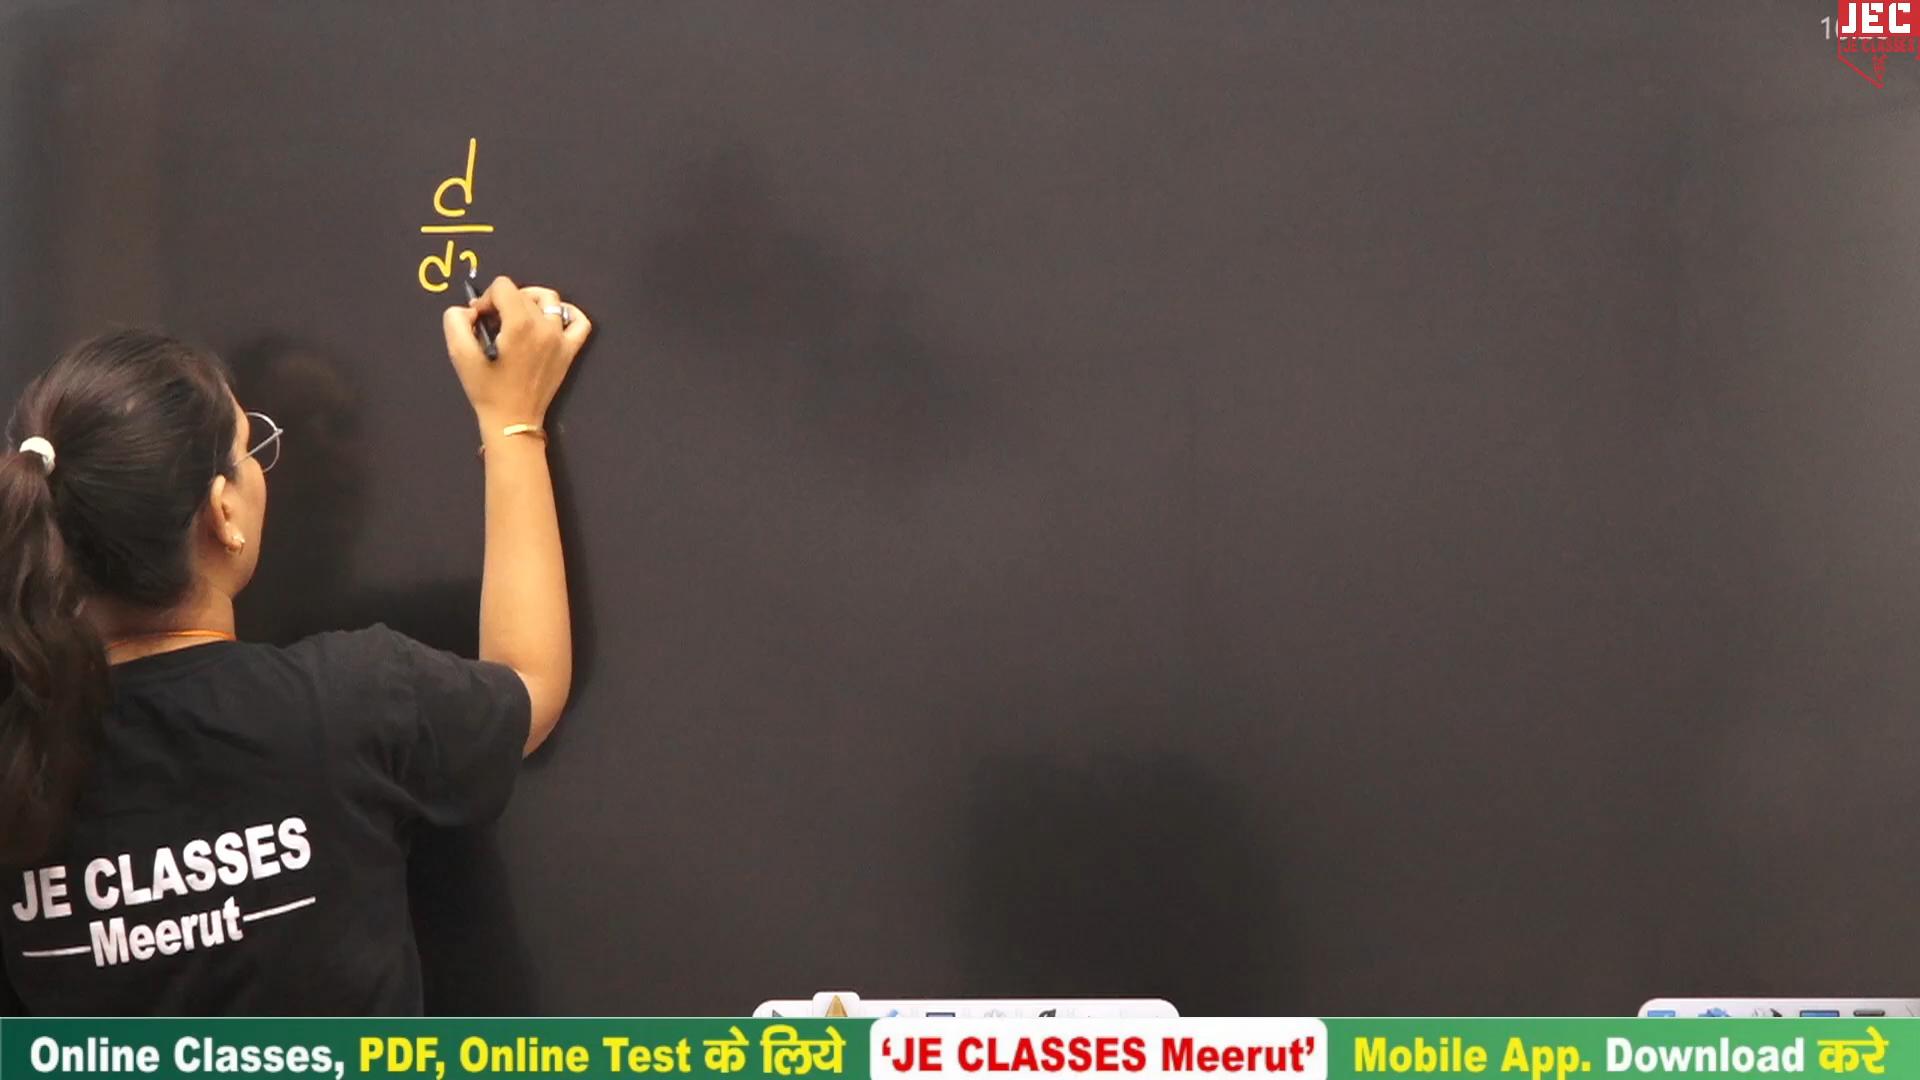 JEC
JE CLASSES
d
d
JE CLASSES
Meerut
Online Classes, PDF, Online Test के लिये 'JE CLASSES Meerut' Mobile App. Download करे